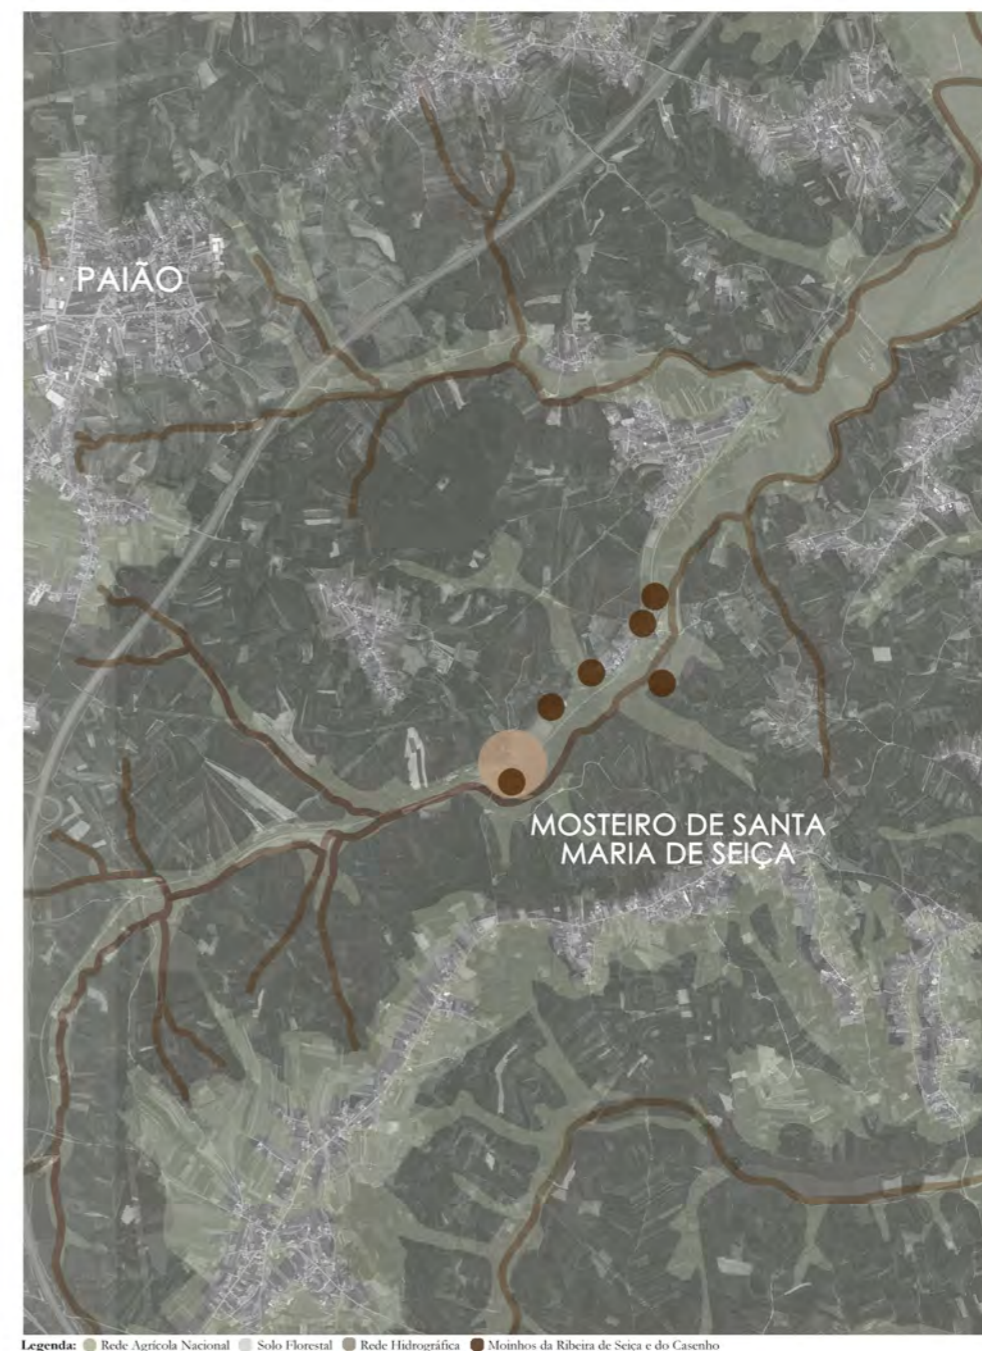 · PAIÃO
MOSTEIRO DE SANTA
MARIA DE SEIÇA
Legenda: Rede Agrícola Nacional Solo Florestal Rede Hidrográfica Moinhos da Ribeira de Seiça e do Casenho